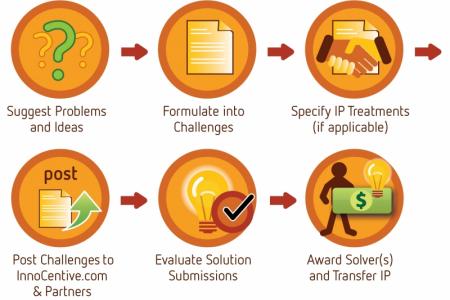 Suggest Problems
and Ideas
Formulate into
Challenges
Specify IP Treatments
(if applicable)
post
Post Challenges to
InnoCentive.com
& Partners
Evaluate Solution
Submissions
$
Award Solver(s)
and Transfer IP